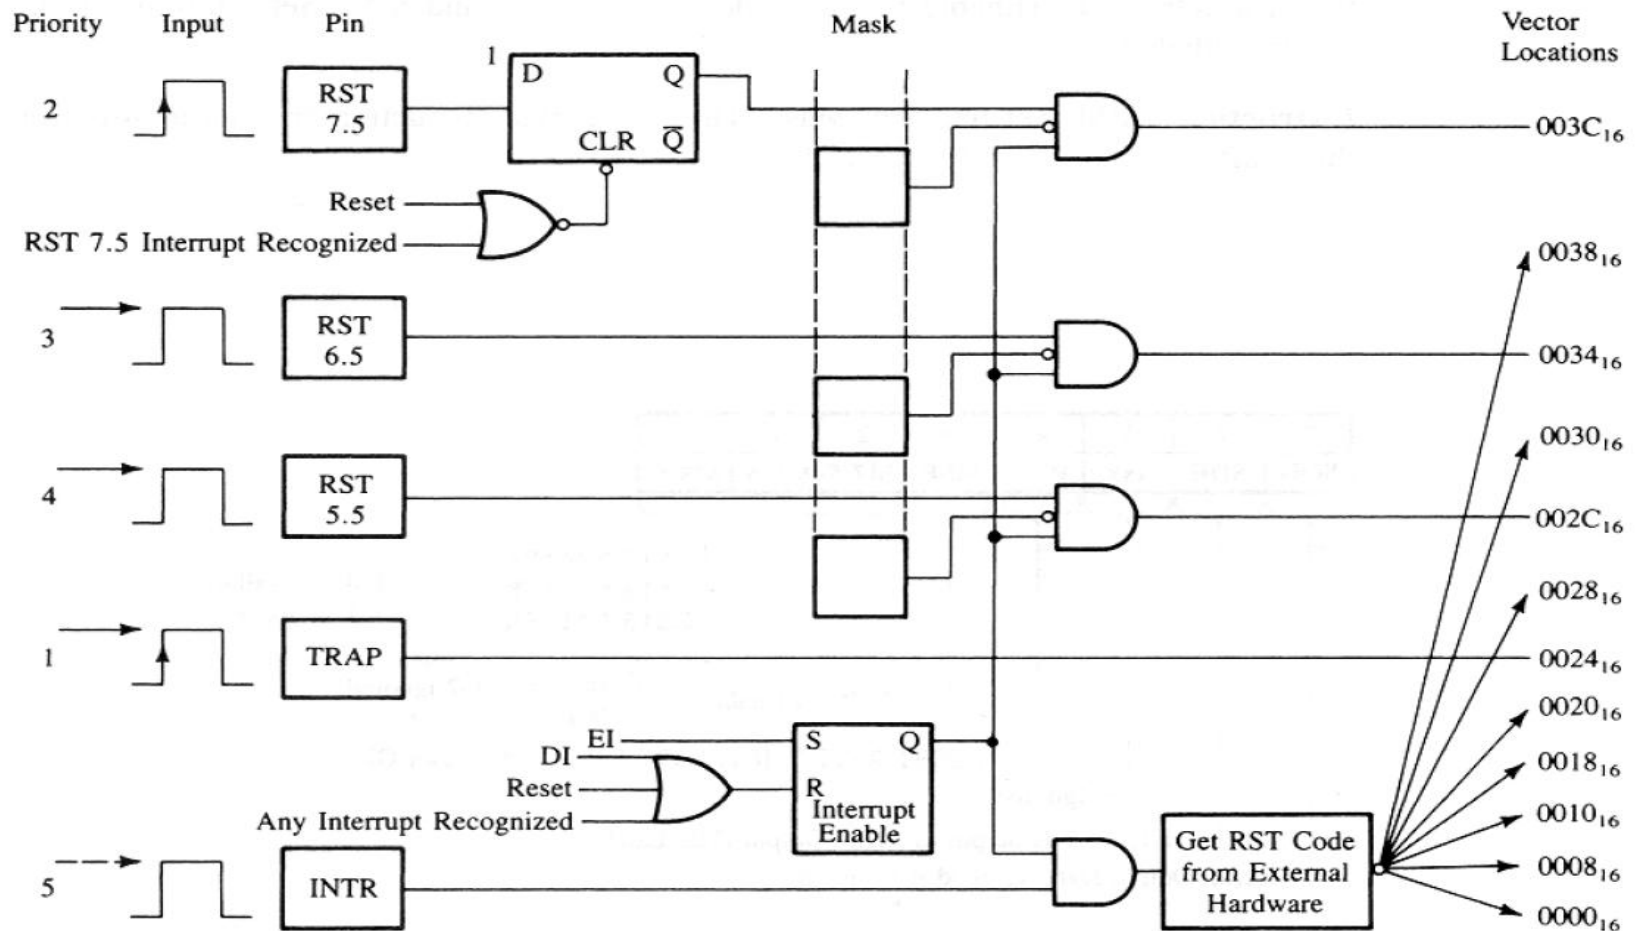 Priority Input Pin Mask Vector Locations
2
RST 7.5
1
D Q
CLR Q̅
003C₁₆
Reset
RST 7.5 Interrupt Recognized
0038₁₆
3
RST 6.5
0034₁₆
0030₁₆
4
RST 5.5
002C₁₆
0028₁₆
1
TRAP
0024₁₆
0020₁₆
EI
DI
Reset
Any Interrupt Recognized
S Q
R
Interrupt Enable
0018₁₆
0010₁₆
5
INTR
Get RST Code
from External
Hardware
0008₁₆
0000₁₆